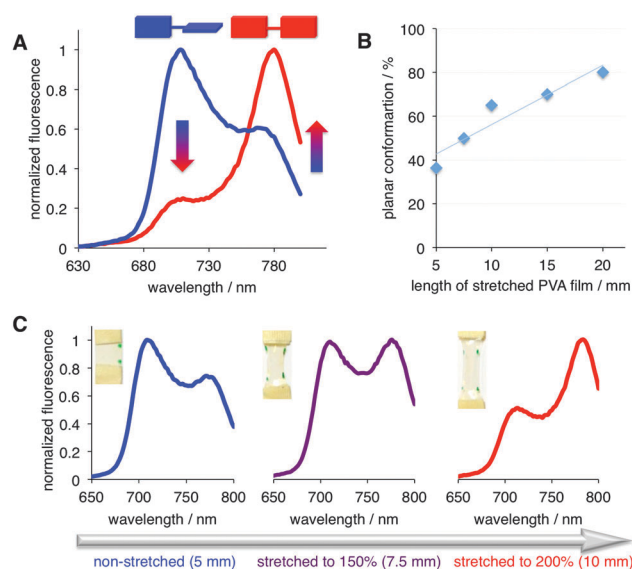 A
normalized fluorescence
1
0.8
0.6
0.4
0.2
0
630 680 730 780
wavelength / nm
B
planar conformartion / %
100
80
60
40
20
0
5 10 15 20
length of stretched PVA film / mm
C
normalized fluorescence
1
0.8
0.6
0.4
0.2
0
650 700 750 800
wavelength / nm
650 700 750 800
wavelength / nm
650 700 750 800
wavelength / nm
non-stretched (5 mm)
stretched to 150% (7.5 mm)
stretched to 200% (10 mm)